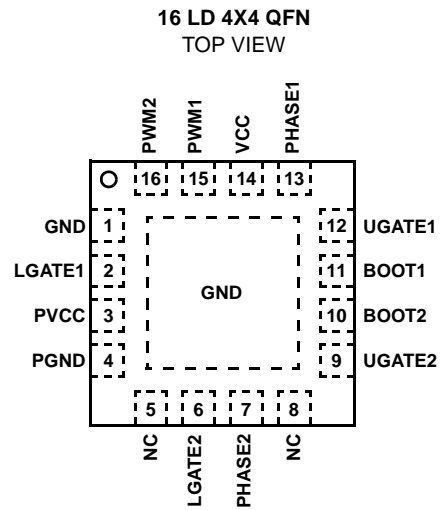 16 LD 4X4 QFN
TOP VIEW
PWM2
PWM1
VCC
PHASE1
16 15 14 13
GND 1
LGATE1 2
PVCC 3
PGND 4
GND
12 UGATE1
11 BOOT1
10 BOOT2
9 UGATE2
5 6 7 8
NC
LGATE2
PHASE2
NC